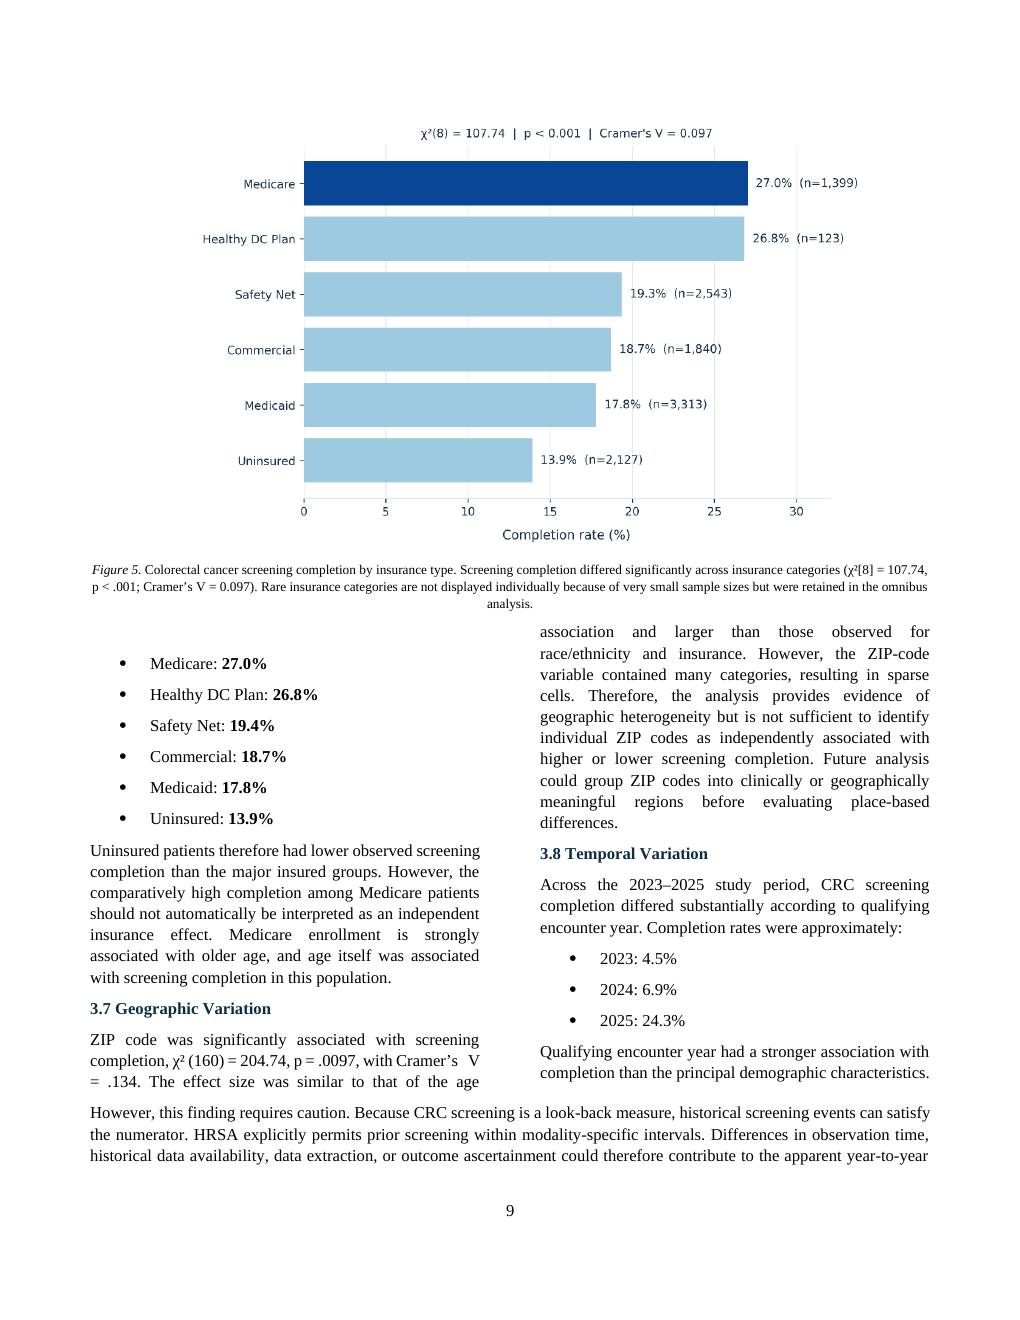 χ²(8) = 107.74 | p < 0.001 | Cramer's V = 0.097
Medicare
27.0% (n=1,399)
Healthy DC Plan
26.8% (n=123)
Safety Net
19.3% (n=2,543)
Commercial
18.7% (n=1,840)
Medicaid
17.8% (n=3,313)
Uninsured
13.9% (n=2,127)
0 5 10 15 20 25 30
Completion rate (%)
Figure 5. Colorectal cancer screening completion by insurance type. Screening completion differed significantly across insurance categories (χ²[8] = 107.74,
p < .001; Cramer’s V = 0.097). Rare insurance categories are not displayed individually because of very small sample sizes but were retained in the omnibus
analysis.
• Medicare: 27.0%
• Healthy DC Plan: 26.8%
• Safety Net: 19.4%
• Commercial: 18.7%
• Medicaid: 17.8%
• Uninsured: 13.9%
Uninsured patients therefore had lower observed screening
completion than the major insured groups. However, the
comparatively high completion among Medicare patients
should not automatically be interpreted as an independent
insurance effect. Medicare enrollment is strongly
associated with older age, and age itself was associated
with screening completion in this population.
3.7 Geographic Variation
ZIP code was significantly associated with screening
completion, χ² (160) = 204.74, p = .0097, with Cramer’s V
= .134. The effect size was similar to that of the age
association and larger than those observed for
race/ethnicity and insurance. However, the ZIP-code
variable contained many categories, resulting in sparse
cells. Therefore, the analysis provides evidence of
geographic heterogeneity but is not sufficient to identify
individual ZIP codes as independently associated with
higher or lower screening completion. Future analysis
could group ZIP codes into clinically or geographically
meaningful regions before evaluating place-based
differences.
3.8 Temporal Variation
Across the 2023–2025 study period, CRC screening
completion differed substantially according to qualifying
encounter year. Completion rates were approximately:
• 2023: 4.5%
• 2024: 6.9%
• 2025: 24.3%
Qualifying encounter year had a stronger association with
completion than the principal demographic characteristics.
However, this finding requires caution. Because CRC screening is a look-back measure, historical screening events can satisfy
the numerator. HRSA explicitly permits prior screening within modality-specific intervals. Differences in observation time,
historical data availability, data extraction, or outcome ascertainment could therefore contribute to the apparent year-to-year
9